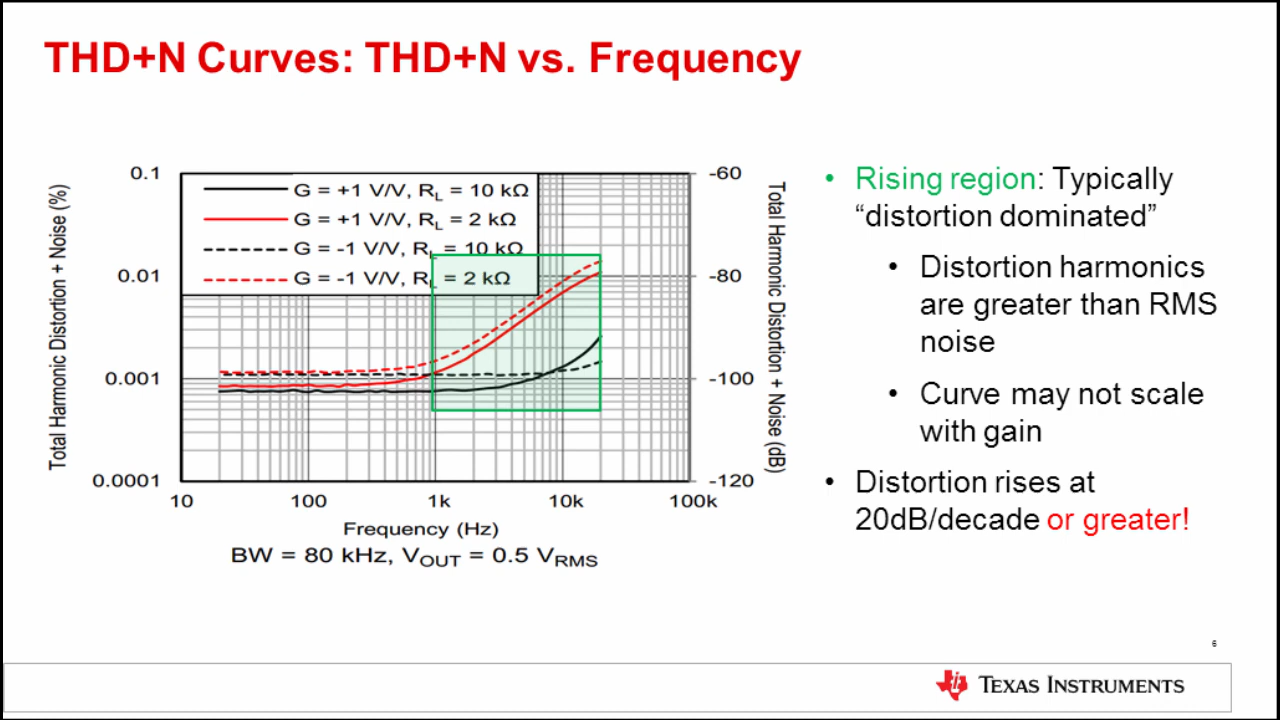 THD+N Curves: THD+N vs. Frequency
Total Harmonic Distortion + Noise (%)
0.1
0.01
0.001
0.0001
G = +1 V/V, RL = 10 kΩ
G = +1 V/V, RL = 2 kΩ
G = -1 V/V, RL = 10 kΩ
G = -1 V/V, RL = 2 kΩ
-60
-80
-100
-120
Total Harmonic Distortion + Noise (dB)
10 100 1k 10k 100k
Frequency (Hz)
BW = 80 kHz, VOUT = 0.5 VRMS
• Rising region: Typically
“distortion dominated”
• Distortion harmonics
are greater than RMS
noise
• Curve may not scale
with gain
• Distortion rises at
20dB/decade or greater!
6
TEXAS INSTRUMENTS